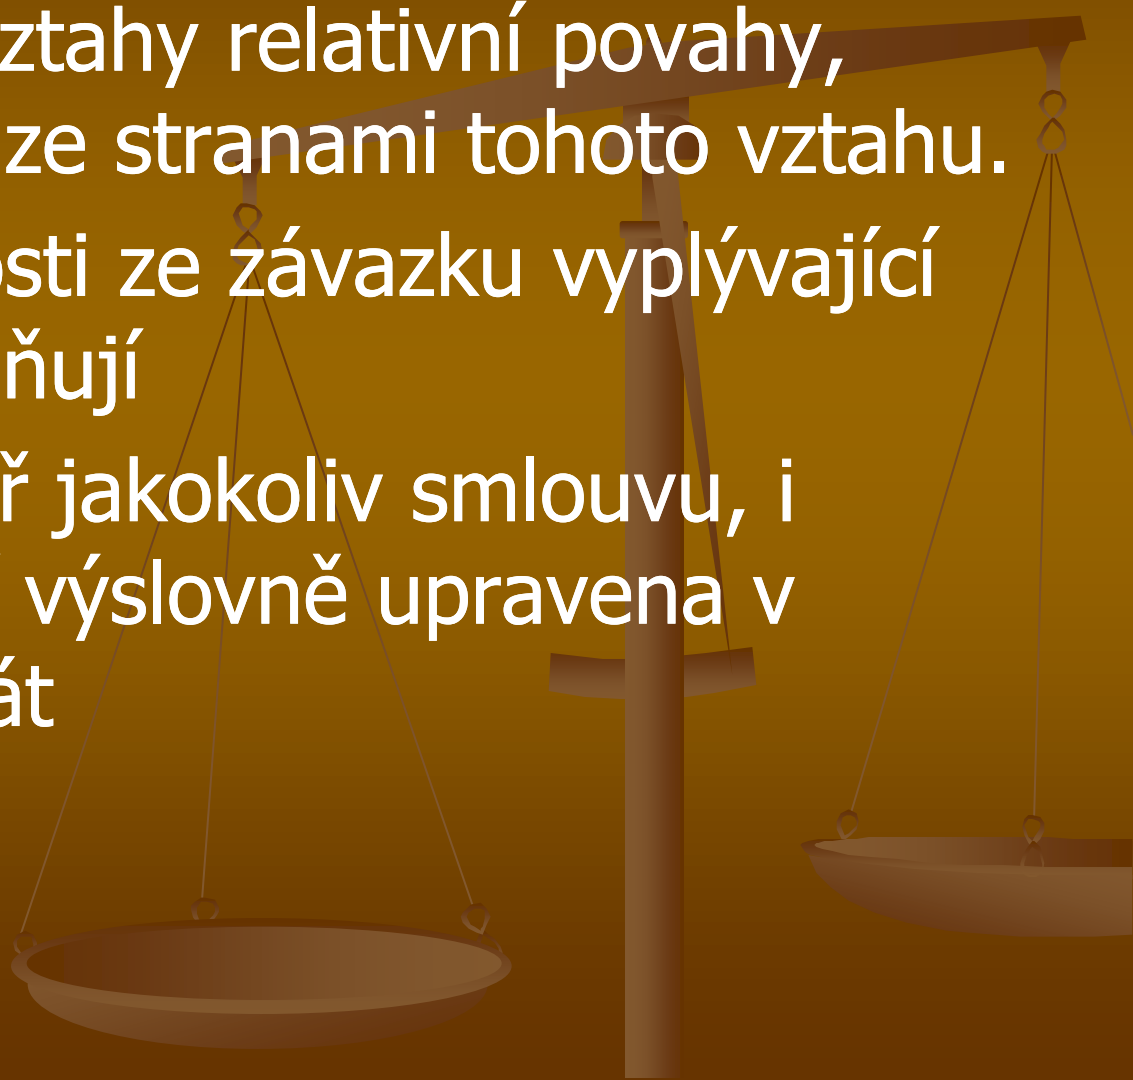 ztahy relativní povahy,
ze stranami tohoto vztahu.
osti ze závazku vyplývající
ňují
ř jakokoliv smlouvu, i
výslovně upravena v
át